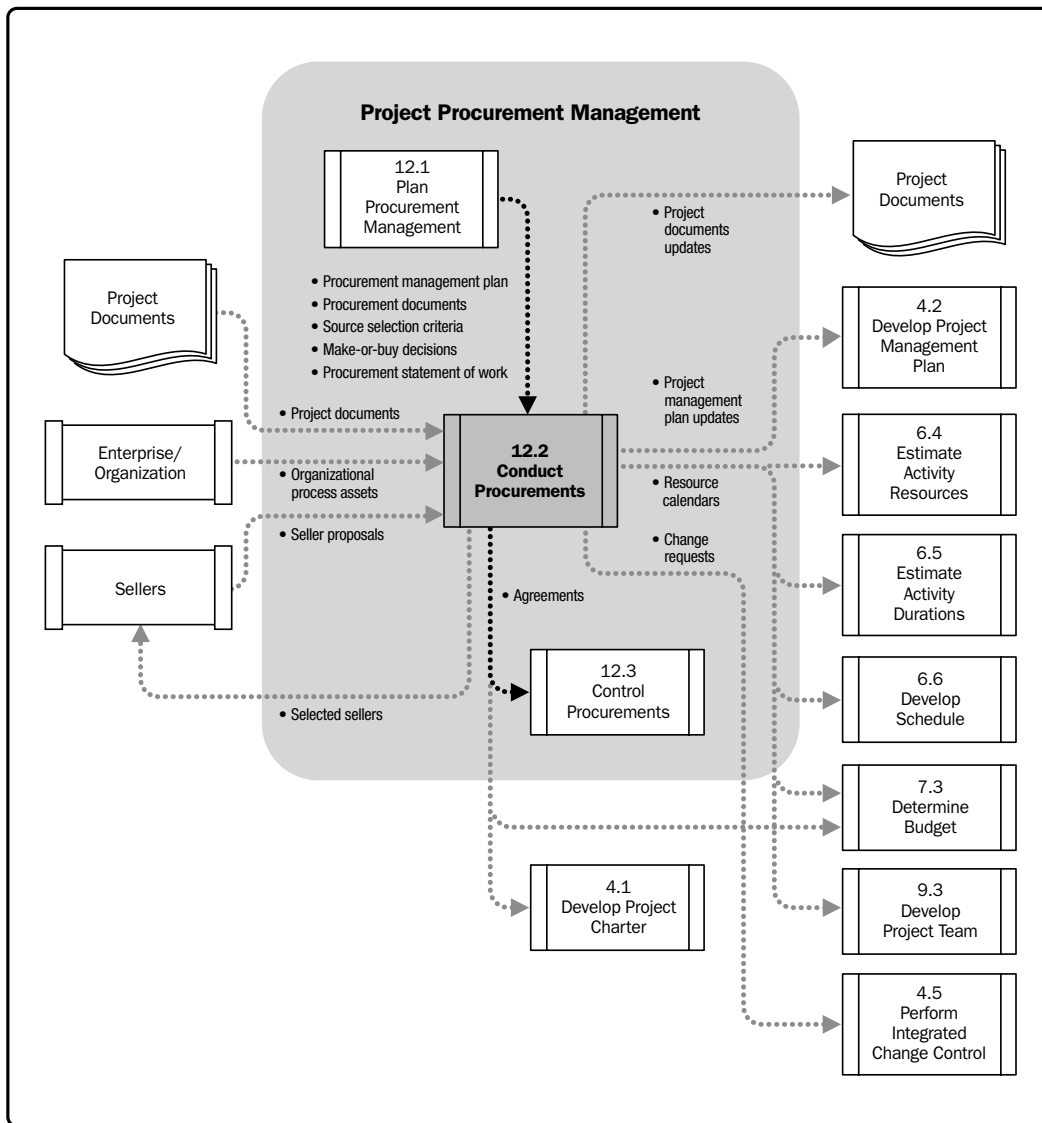 Project Procurement Management
12.1
Plan
Procurement
Management
• Procurement management plan
• Procurement documents
• Source selection criteria
• Make-or-buy decisions
• Procurement statement of work
Project
Documents
• Project documents
Enterprise/
Organization
• Organizational
process assets
Sellers
• Seller proposals
• Selected sellers
12.2
Conduct
Procurements
• Agreements
12.3
Control
Procurements
4.1
Develop Project
Charter
• Project
documents
updates
• Project
management
plan updates
• Resource
calendars
• Change
requests
Project
Documents
4.2
Develop Project
Management
Plan
6.4
Estimate
Activity
Resources
6.5
Estimate
Activity
Durations
6.6
Develop
Schedule
7.3
Determine
Budget
9.3
Develop
Project Team
4.5
Perform
Integrated
Change Control